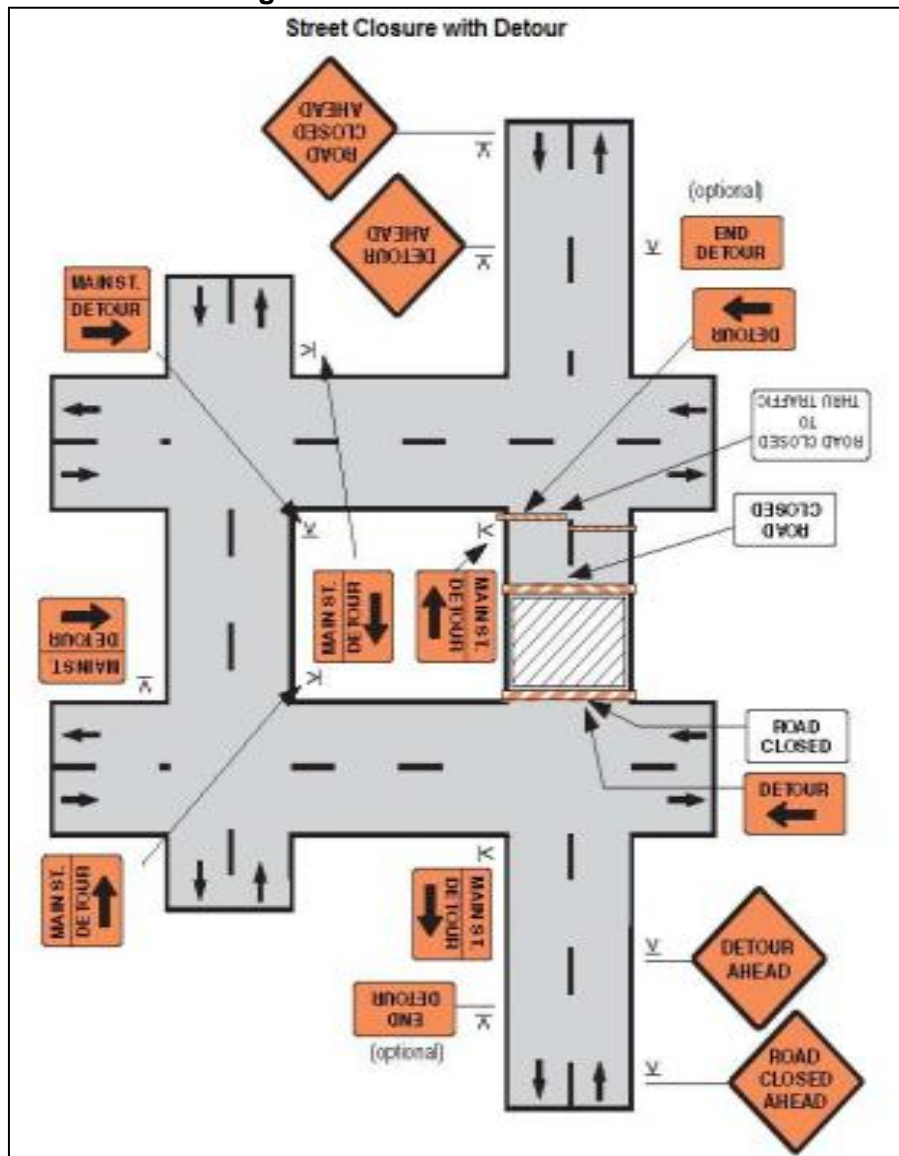 Street Closure with Detour
ROAD
CLOSED
AHEAD
DETOUR
AHEAD
(optional)
END
DETOUR
MAIN ST.
DETOUR
DETOUR
ROAD CLOSED
TO
THRU TRAFFIC
ROAD
CLOSED
MAIN ST.
DETOUR
MAIN ST.
DETOUR
MAIN ST.
DETOUR
ROAD
CLOSED
DETOUR
MAIN ST.
DETOUR
MAIN ST.
DETOUR
DETOUR
AHEAD
END
DETOUR
(optional)
ROAD
CLOSED
AHEAD